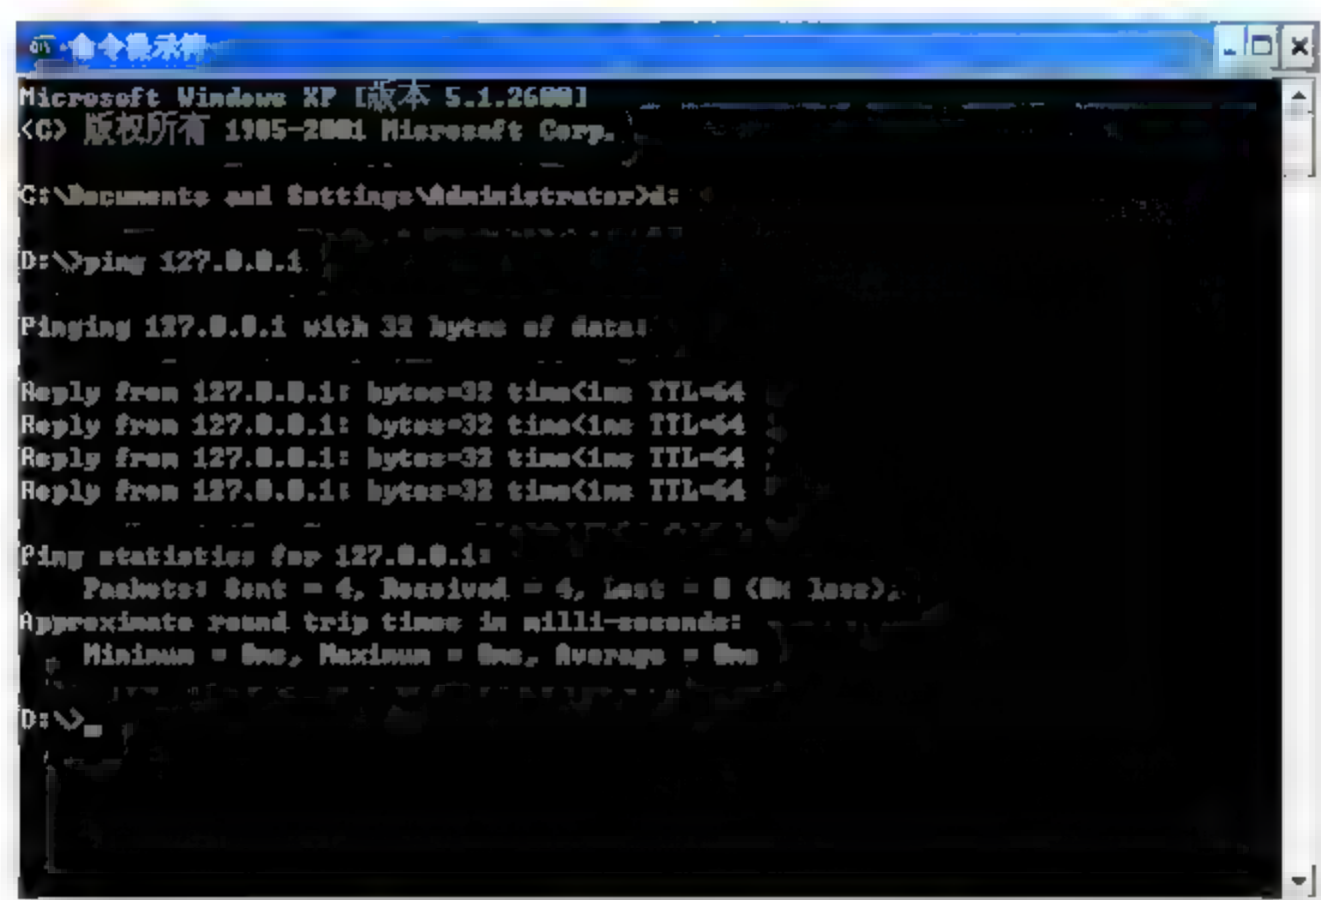 命令提示符
Microsoft Windows XP [版本 5.1.2600]
<C> 版权所有 1985-2001 Microsoft Corp.
C:\Documents and Settings\Administrator>d:
D:\>ping 127.0.0.1
Pinging 127.0.0.1 with 32 bytes of data:
Reply from 127.0.0.1: bytes=32 time<1ms TTL=64
Reply from 127.0.0.1: bytes=32 time<1ms TTL=64
Reply from 127.0.0.1: bytes=32 time<1ms TTL=64
Reply from 127.0.0.1: bytes=32 time<1ms TTL=64
Ping statistics for 127.0.0.1:
Packets: Sent = 4, Received = 4, Lost = 0 (0% loss),
Approximate round trip times in milli-seconds:
Minimum = 0ms, Maximum = 0ms, Average = 0ms
D:\>_